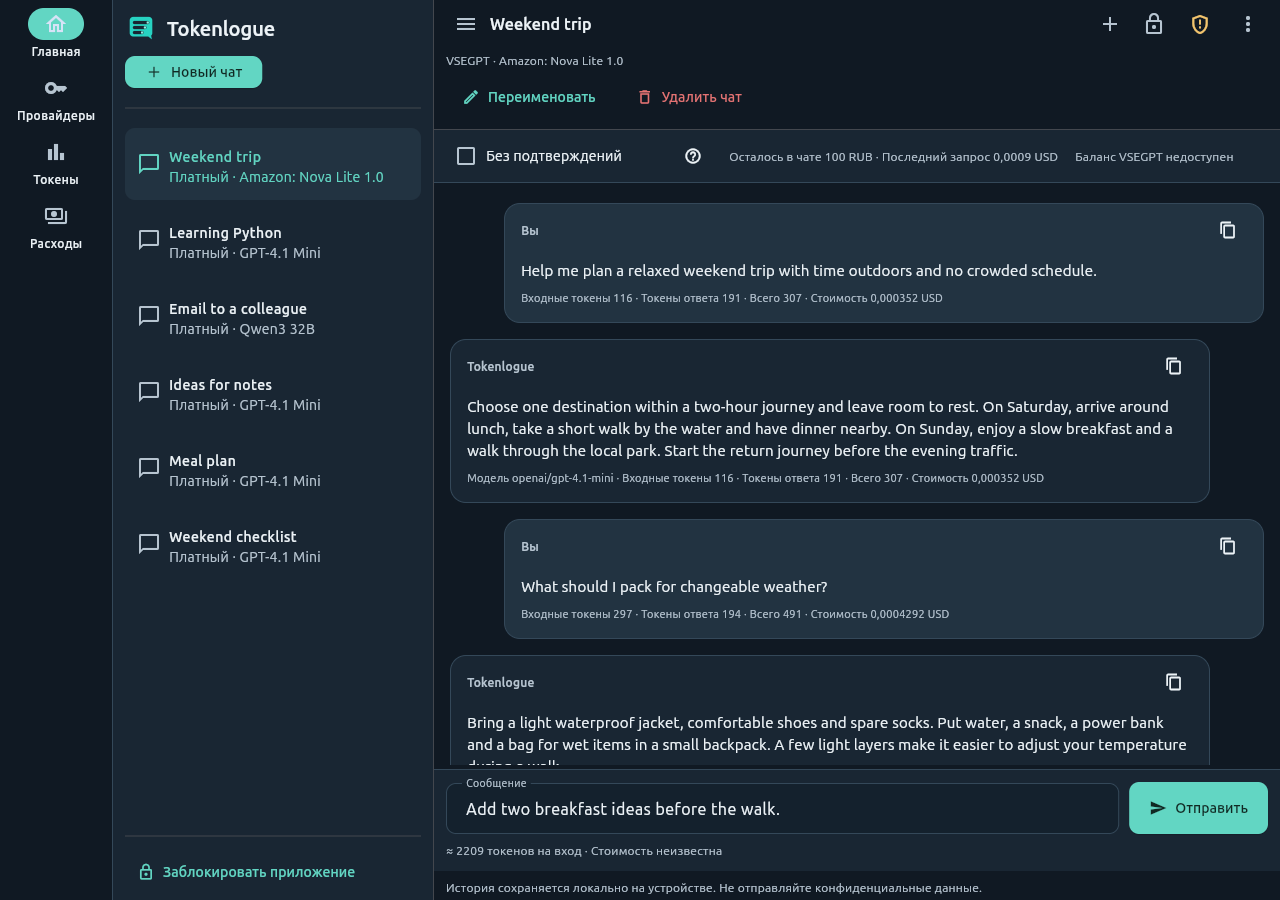 Главная
Провайдеры
Токены
Расходы
Tokenlogue
Новый чат
Weekend trip
Платный · Amazon: Nova Lite 1.0
Learning Python
Платный · GPT-4.1 Mini
Email to a colleague
Платный · Qwen3 32B
Ideas for notes
Платный · GPT-4.1 Mini
Meal plan
Платный · GPT-4.1 Mini
Weekend checklist
Платный · GPT-4.1 Mini
Заблокировать приложение
Weekend trip
VSEGPT · Amazon: Nova Lite 1.0
Переименовать
Удалить чат
Без подтверждений
Осталось в чате 100 RUB · Последний запрос 0,0009 USD
Баланс VSEGPT недоступен
Вы
Help me plan a relaxed weekend trip with time outdoors and no crowded schedule.
Входные токены 116 · Токены ответа 191 · Всего 307 · Стоимость 0,000352 USD
Tokenlogue
Choose one destination within a two-hour journey and leave room to rest. On Saturday, arrive around
lunch, take a short walk by the water and have dinner nearby. On Sunday, enjoy a slow breakfast and a
walk through the local park. Start the return journey before the evening traffic.
Модель openai/gpt-4.1-mini · Входные токены 116 · Токены ответа 191 · Всего 307 · Стоимость 0,000352 USD
Вы
What should I pack for changeable weather?
Входные токены 297 · Токены ответа 194 · Всего 491 · Стоимость 0,0004292 USD
Tokenlogue
Bring a light waterproof jacket, comfortable shoes and spare socks. Put water, a snack, a power bank
and a bag for wet items in a small backpack. A few light layers make it easier to adjust your temperature
during a walk.
Сообщение
Add two breakfast ideas before the walk.
Отправить
≈ 2209 токенов на вход · Стоимость неизвестна
История сохраняется локально на устройстве. Не отправляйте конфиденциальные данные.